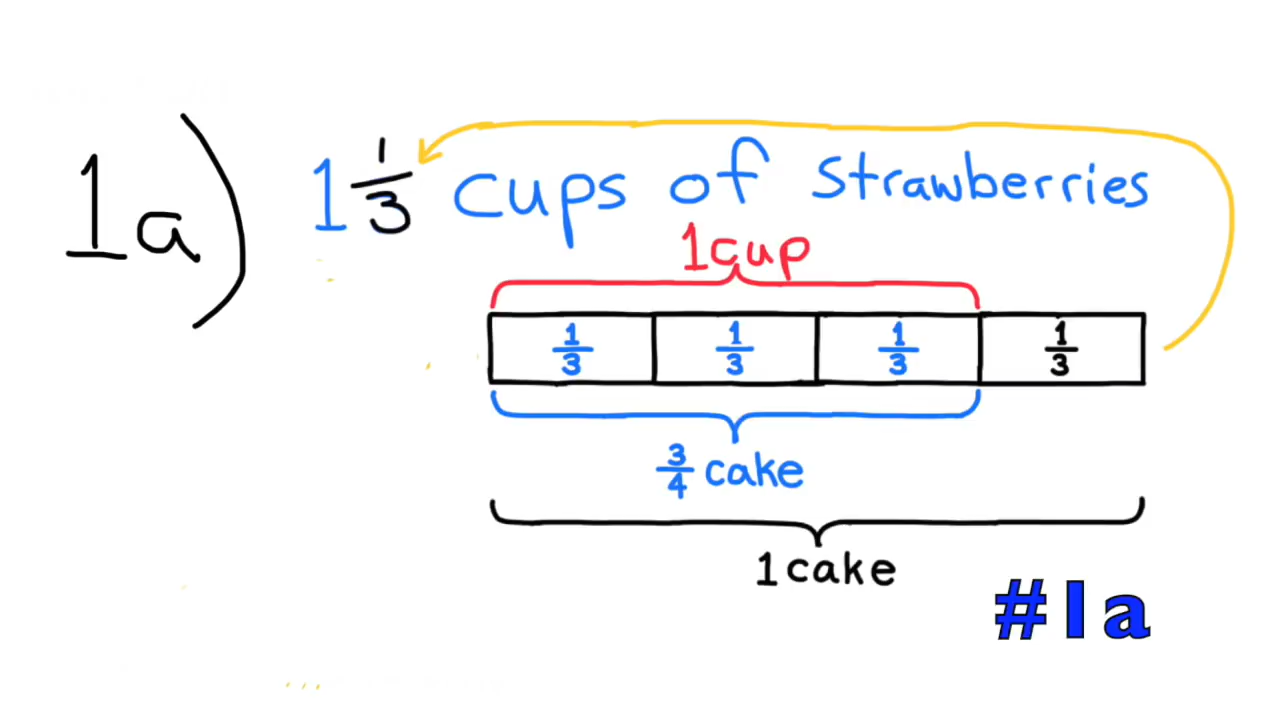 1a) 1 1/3 cups of strawberries
1cup
1/3 1/3 1/3 1/3
3/4 cake
1cake
#1a